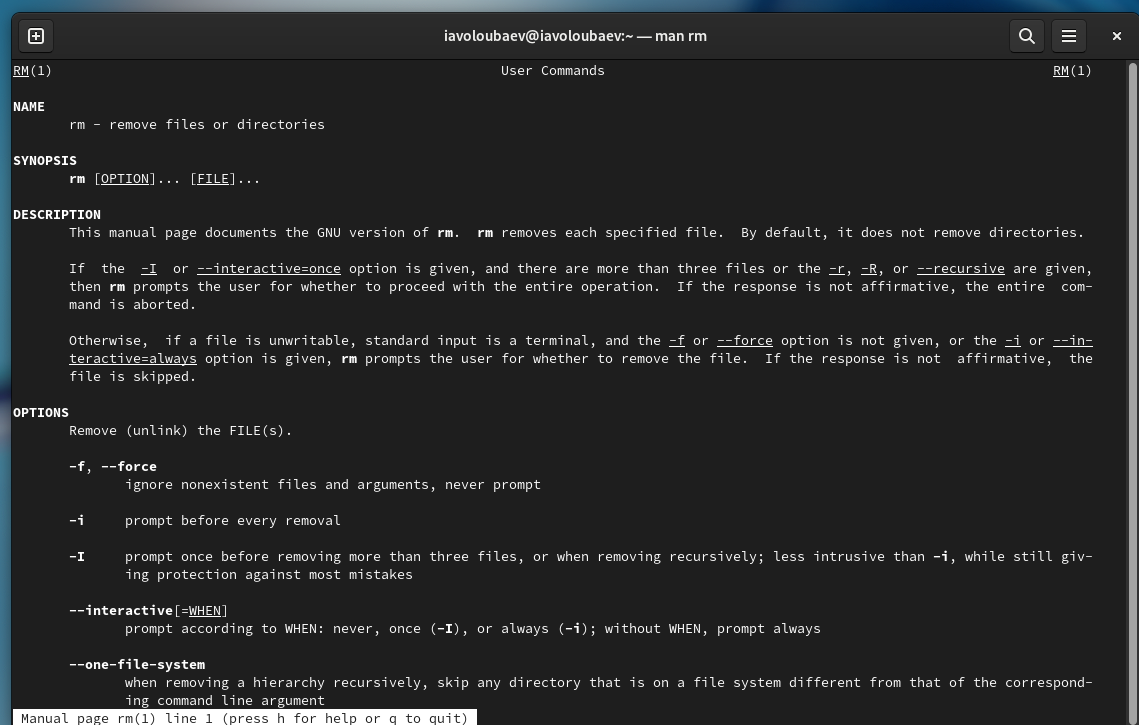 iavoloubaev@iavoloubaev:~ — man rm
RM(1) User Commands RM(1)
NAME
rm - remove files or directories
SYNOPSIS
rm [OPTION]... [FILE]...
DESCRIPTION
This manual page documents the GNU version of rm.  rm removes each specified file.  By default, it does not remove directories.
If  the  -I  or --interactive=once option is given, and there are more than three files or the -r, -R, or --recursive are given,
then rm prompts the user for whether to proceed with the entire operation.  If the response is not affirmative, the entire  com-
mand is aborted.
Otherwise,  if a file is unwritable, standard input is a terminal, and the -f or --force option is not given, or the -i or --in-
teractive=always option is given, rm prompts the user for whether to remove the file.  If the response is not  affirmative,  the
file is skipped.
OPTIONS
Remove (unlink) the FILE(s).
-f, --force
ignore nonexistent files and arguments, never prompt
-i     prompt before every removal
-I     prompt once before removing more than three files, or when removing recursively; less intrusive than -i, while still giv-
ing protection against most mistakes
--interactive[=WHEN]
prompt according to WHEN: never, once (-I), or always (-i); without WHEN, prompt always
--one-file-system
when removing a hierarchy recursively, skip any directory that is on a file system different from that of the correspond-
ing command line argument
Manual page rm(1) line 1 (press h for help or q to quit)